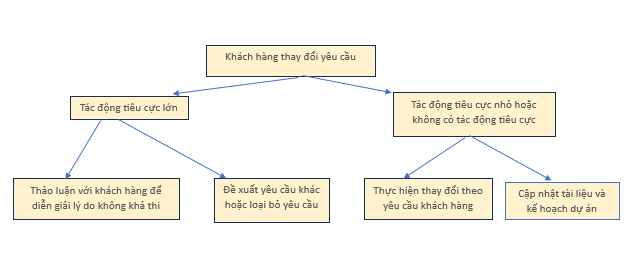 Khách hàng thay đổi yêu cầu
Tác động tiêu cực lớn
Tác động tiêu cực nhỏ hoặc
không có tác động tiêu cực
Thảo luận với khách hàng để
diễn giải lý do không khả thi
Đề xuất yêu cầu khác
hoặc loại bỏ yêu cầu
Thực hiện thay đổi theo
yêu cầu khách hàng
Cập nhật tài liệu và
kế hoạch dự án